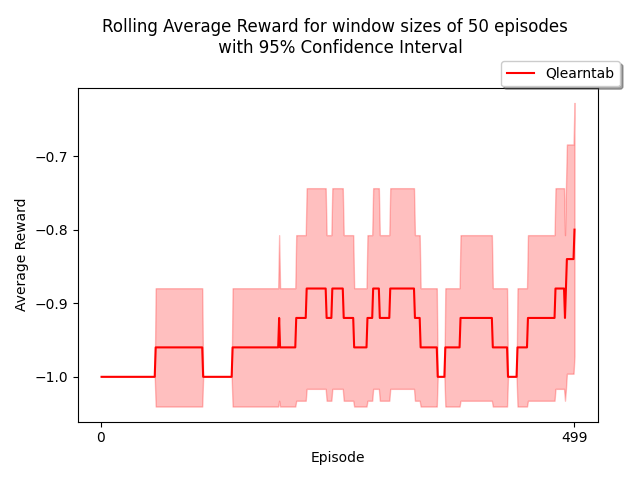 Rolling Average Reward for window sizes of 50 episodes
with 95% Confidence Interval
Qlearntab
−0.7
−0.8
−0.9
−1.0
Average Reward
0
499
Episode